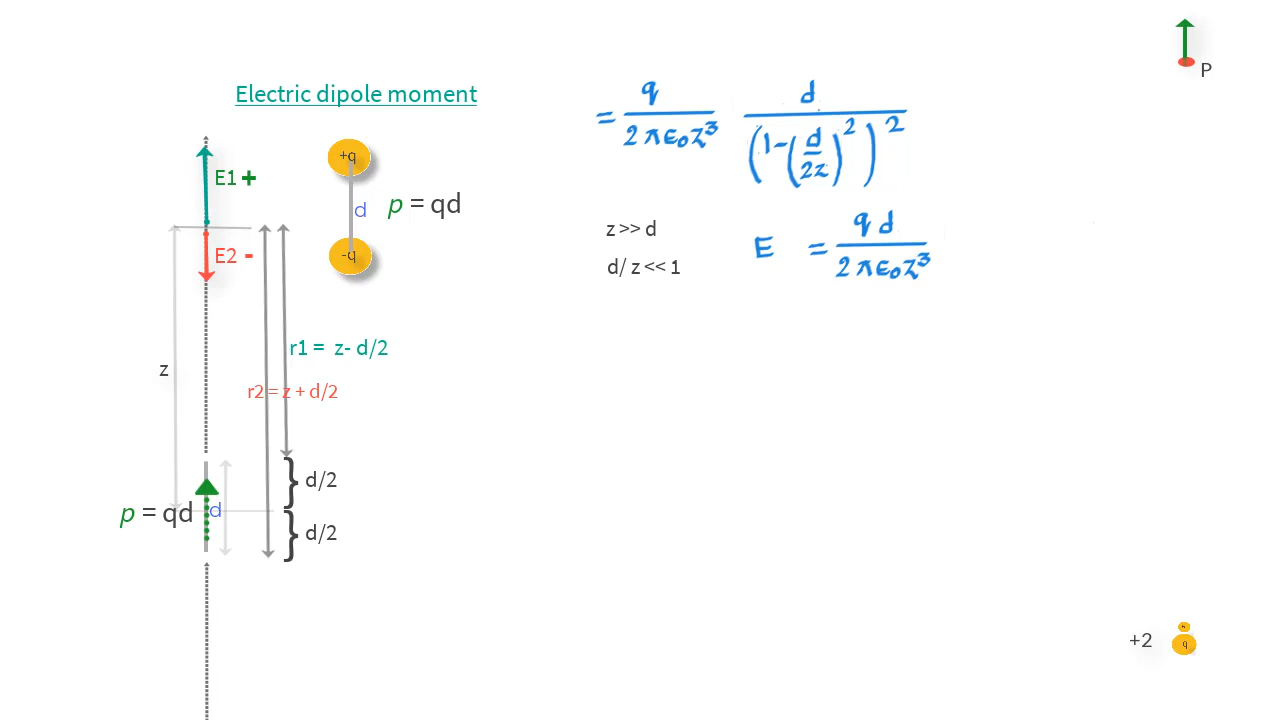 Electric dipole moment
E1 +
E2 -
+q
d
-q
p = qd
z
r1 = z- d/2
r2 = z + d/2
} d/2
} d/2
p = qd
d
= q / 2πε₀z³ d / (1-(d/2z)²)²
z >> d
d/ z << 1
E = qd / 2πε₀z³
P
+2
q